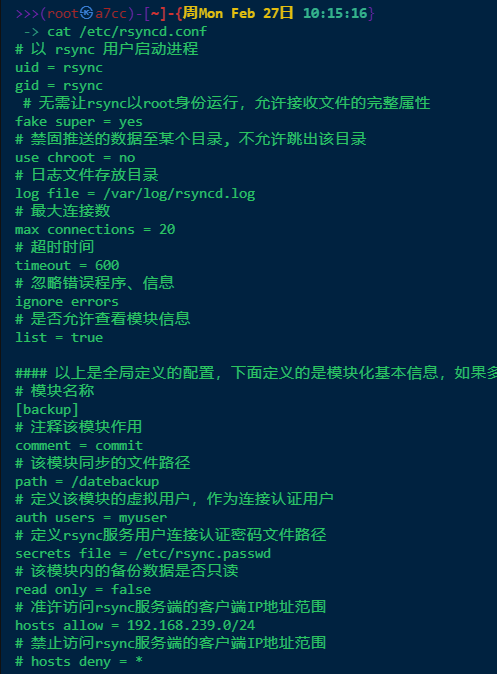 >>>(root㉿a7cc)-[~]-{周Mon Feb 27日 10:15:16}
-> cat /etc/rsyncd.conf
# 以 rsync 用户启动进程
uid = rsync
gid = rsync
# 无需让rsync以root身份运行，允许接收文件的完整属性
fake super = yes
# 禁固推送的数据至某个目录, 不允许跳出该目录
use chroot = no
# 日志文件存放目录
log file = /var/log/rsyncd.log
# 最大连接数
max connections = 20
# 超时时间
timeout = 600
# 忽略错误程序、信息
ignore errors
# 是否允许查看模块信息
list = true
#### 以上是全局定义的配置，下面定义的是模块化基本信息，如果多
# 模块名称
[backup]
# 注释该模块作用
comment = commit
# 该模块同步的文件路径
path = /datebackup
# 定义该模块的虚拟用户，作为连接认证用户
auth users = myuser
# 定义rsync服务用户连接认证密码文件路径
secrets file = /etc/rsync.passwd
# 该模块内的备份数据是否只读
read only = false
# 准许访问rsync服务端的客户端IP地址范围
hosts allow = 192.168.239.0/24
# 禁止访问rsync服务端的客户端IP地址范围
# hosts deny = *